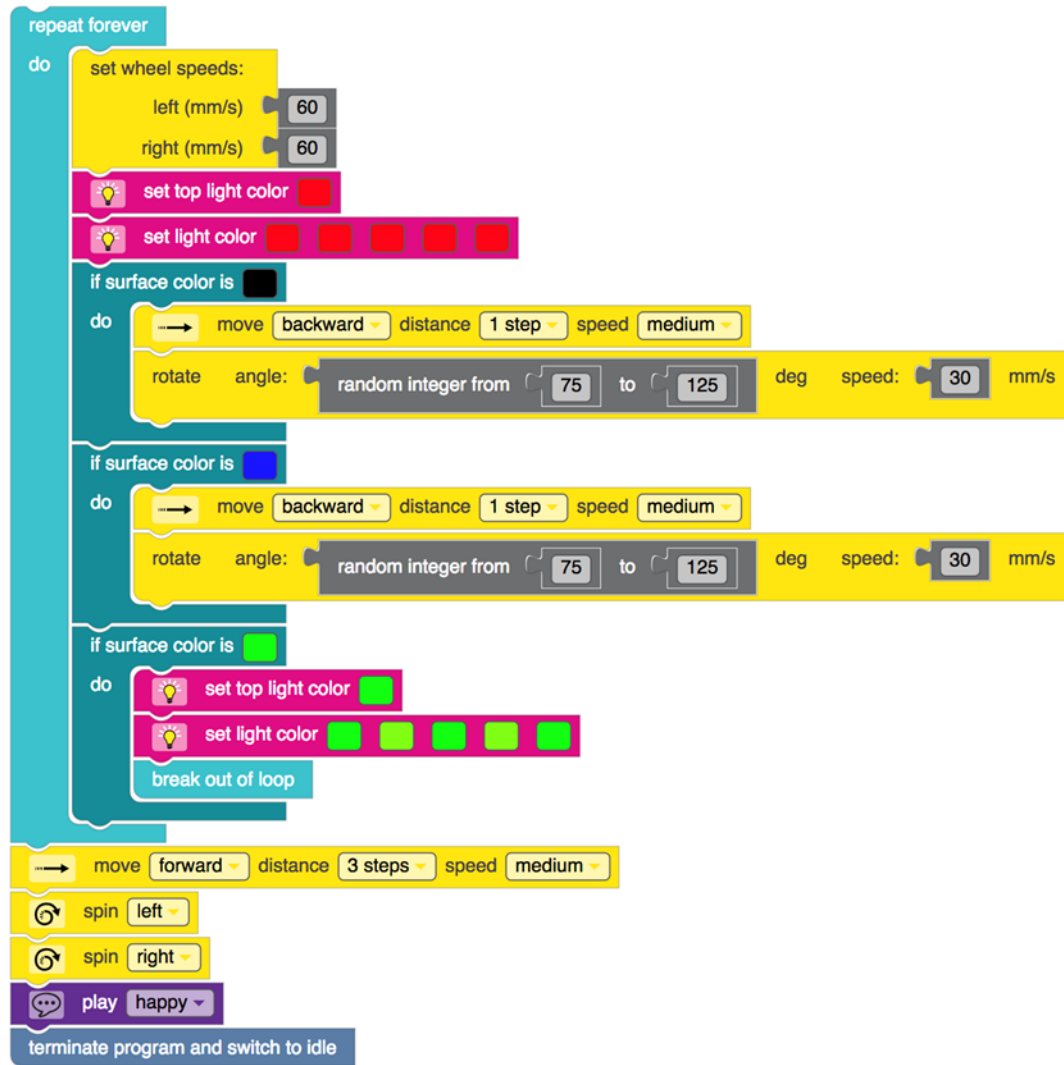 repeat forever
do set wheel speeds:
left (mm/s) 60
right (mm/s) 60
set top light color
set light color
if surface color is
do move backward distance 1 step speed medium
rotate angle: random integer from 75 to 125 deg speed: 30 mm/s
if surface color is
do move backward distance 1 step speed medium
rotate angle: random integer from 75 to 125 deg speed: 30 mm/s
if surface color is
do set top light color
set light color
break out of loop
move forward distance 3 steps speed medium
spin left
spin right
play happy
terminate program and switch to idle